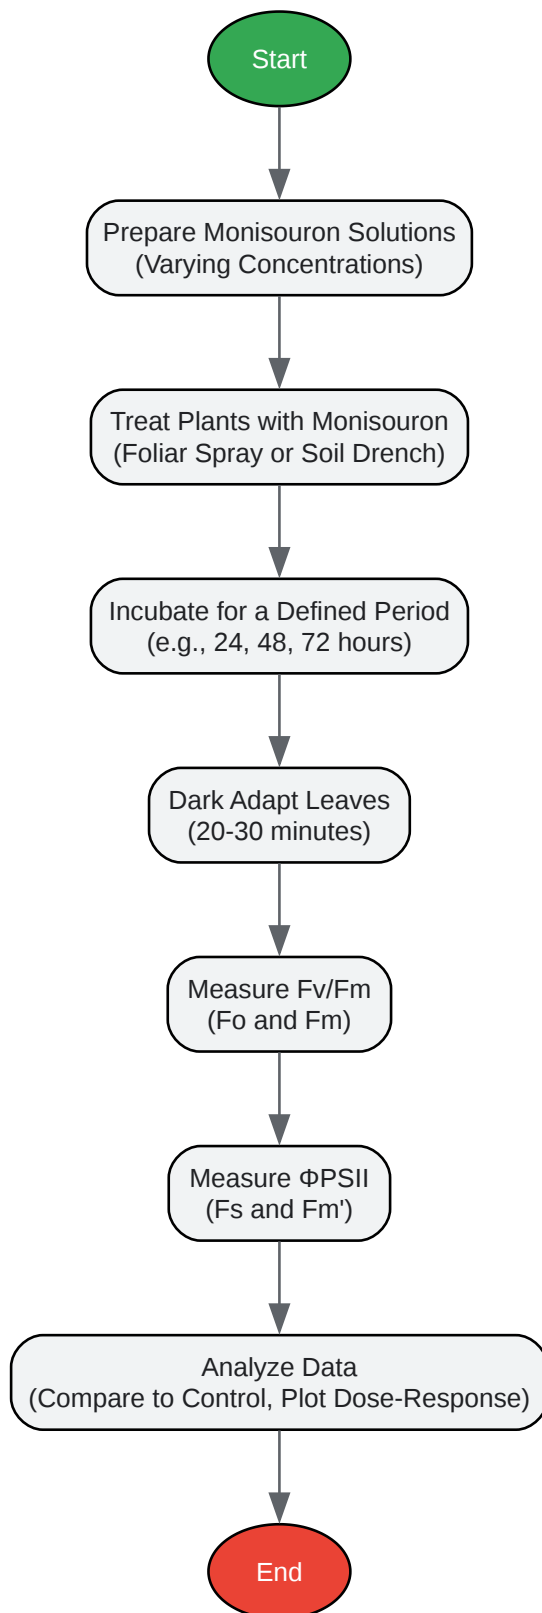 Start
Prepare Monisouron Solutions
(Varying Concentrations)
Treat Plants with Monisouron
(Foliar Spray or Soil Drench)
Incubate for a Defined Period
(e.g., 24, 48, 72 hours)
Dark Adapt Leaves
(20-30 minutes)
Measure Fv/Fm
(Fo and Fm)
Measure ΦPSII
(Fs and Fm')
Analyze Data
(Compare to Control, Plot Dose-Response)
End